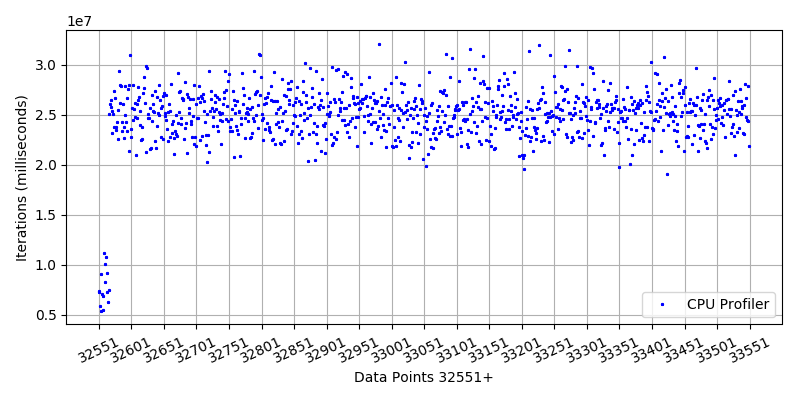 1e7
3.0
2.5
2.0
1.5
1.0
0.5
Iterations (milliseconds)
CPU Profiler
32551 32601 32651 32701 32751 32801 32851 32901 32951 33001 33051 33101 33151 33201 33251 33301 33351 33401 33451 33501 33551
Data Points 32551+